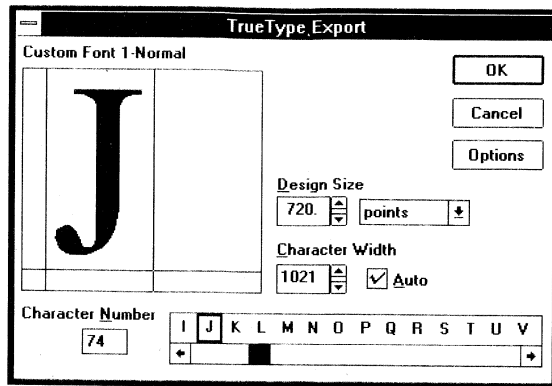 TrueType Export
Custom Font 1-Normal
J
OK
Cancel
Options
Design Size
720. points
Character Width
1021 Auto
Character Number
74
I J K L M N O P Q R S T U V